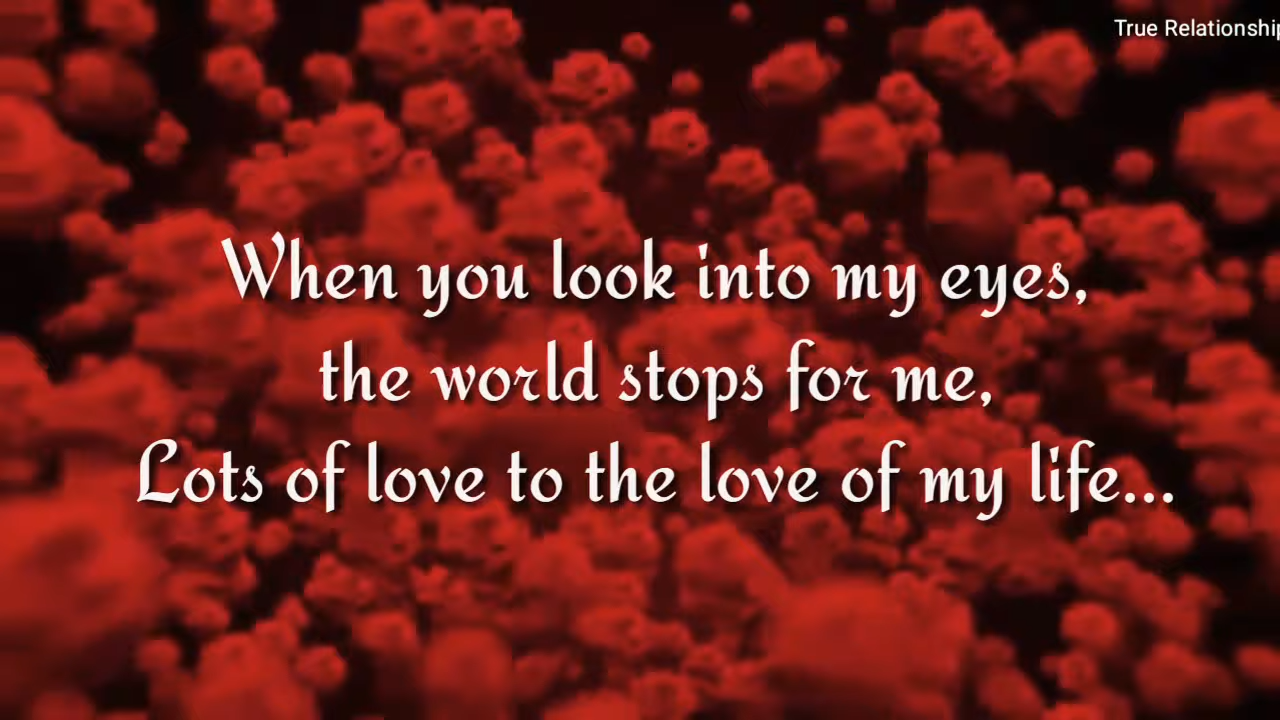 True Relationship
When you look into my eyes,
the world stops for me,
Lots of love to the love of my life...